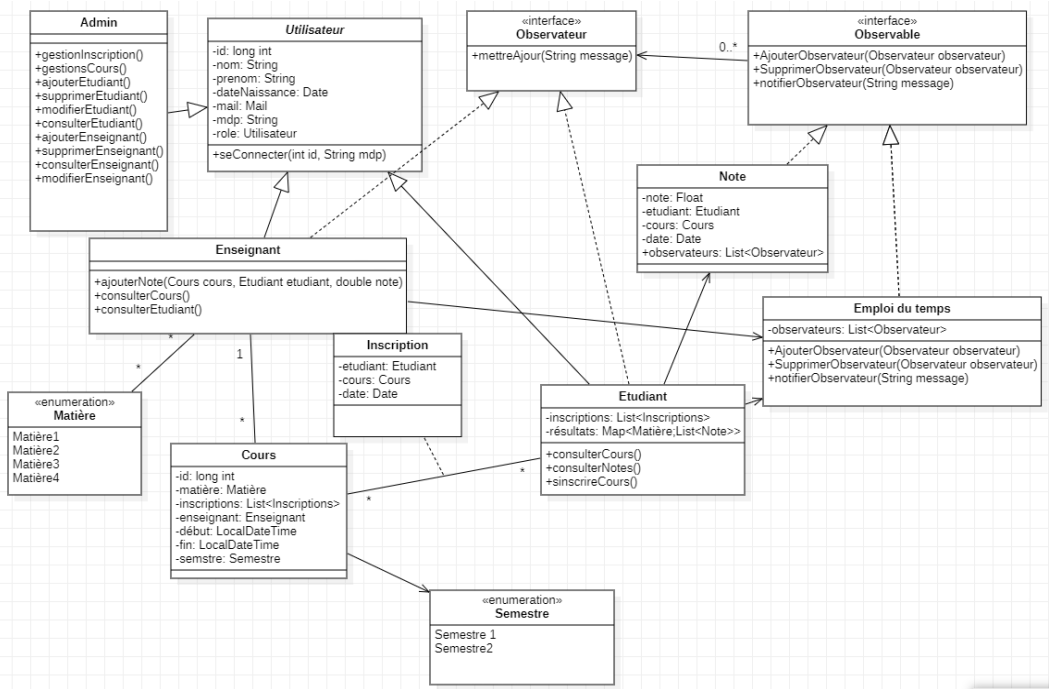 Admin
+gestionInscription()
+gestionsCours()
+ajouterEtudiant()
+supprimerEtudiant()
+modifierEtudiant()
+consulterEtudiant()
+ajouterEnseignant()
+supprimerEnseignant()
+consulterEnseignant()
+modifierEnseignant()
Utilisateur
-id: long int
-nom: String
-prenom: String
-dateNaissance: Date
-mail: Mail
-mdp: String
-role: Utilisateur
+seConnecter(int id, String mdp)
«interface»
Observateur
+mettreAjour(String message)
0..*
«interface»
Observable
+AjouterObservateur(Observateur observateur)
+SupprimerObservateur(Observateur observateur)
+notifierObservateur(String message)
Note
-note: Float
-etudiant: Etudiant
-cours: Cours
-date: Date
+observateurs: List<Observateur>
Enseignant
+ajouterNote(Cours cours, Etudiant etudiant, double note)
+consulterCours()
+consulterEtudiant()
Emploi du temps
-observateurs: List<Observateur>
+AjouterObservateur(Observateur observateur)
+SupprimerObservateur(Observateur observateur)
+notifierObservateur(String message)
*
*
1
*
Inscription
-etudiant: Etudiant
-cours: Cours
-date: Date
«enumeration»
Matière
Matière1
Matière2
Matière3
Matière4
Etudiant
-inscriptions: List<Inscriptions>
-résultats: Map<Matière;List<Note>>
+consulterCours()
+consulterNotes()
+sinscrireCours()
*
*
Cours
-id: long int
-matière: Matière
-inscriptions: List<Inscriptions>
-enseignant: Enseignant
-début: LocalDateTime
-fin: LocalDateTime
-semstre: Semestre
«enumeration»
Semestre
Semestre 1
Semestre2